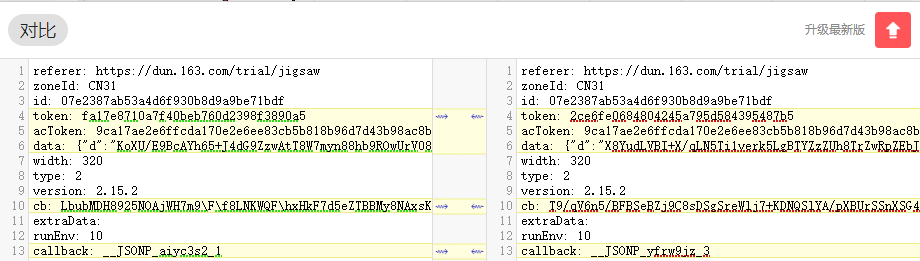 对比
升级最新版
1 referer: https://dun.163.com/trial/jigsaw
2 zoneId: CN31
3 id: 07e2387ab53a4d6f930b8d9a9be71bdf
4 token: fa17e8710a7f40beb760d2398f3890a5
5 acToken: 9ca17ae2e6ffcda170e2e6ee83cb5b818b96d7d43b98ac8b
6 data: {"d":"KoXU/E9BcAYh65+I4dG9ZzwAtT8W7myn88hb9ROwUrVO8
7 width: 320
8 type: 2
9 version: 2.15.2
10 cb: LbubMDH8925NOAjWH7m9\F\f8LNKWQF\hxHkF7d5eZTBBMy8NAxsK
11 extraData:
12 runEnv: 10
13 callback: __JSONP_aiyc3s2_1
1 referer: https://dun.163.com/trial/jigsaw
2 zoneId: CN31
3 id: 07e2387ab53a4d6f930b8d9a9be71bdf
4 token: 2ce6fe0684804245a795d584395487b5
5 acToken: 9ca17ae2e6ffcda170e2e6ee83cb5b818b96d7d43b98ac8b
6 data: {"d":"X8YudLVBI+X/qLN5Ti1verk5LgBTYZzZUh8IrZwRpZEbI
7 width: 320
8 type: 2
9 version: 2.15.2
10 cb: T9/qV6n5/BFBSeBZj9C8sDSgSreWlj7+KDNQSlYA/pXBUrSSnXSG4
11 extraData:
12 runEnv: 10
13 callback: __JSONP_yfrw9jz_3